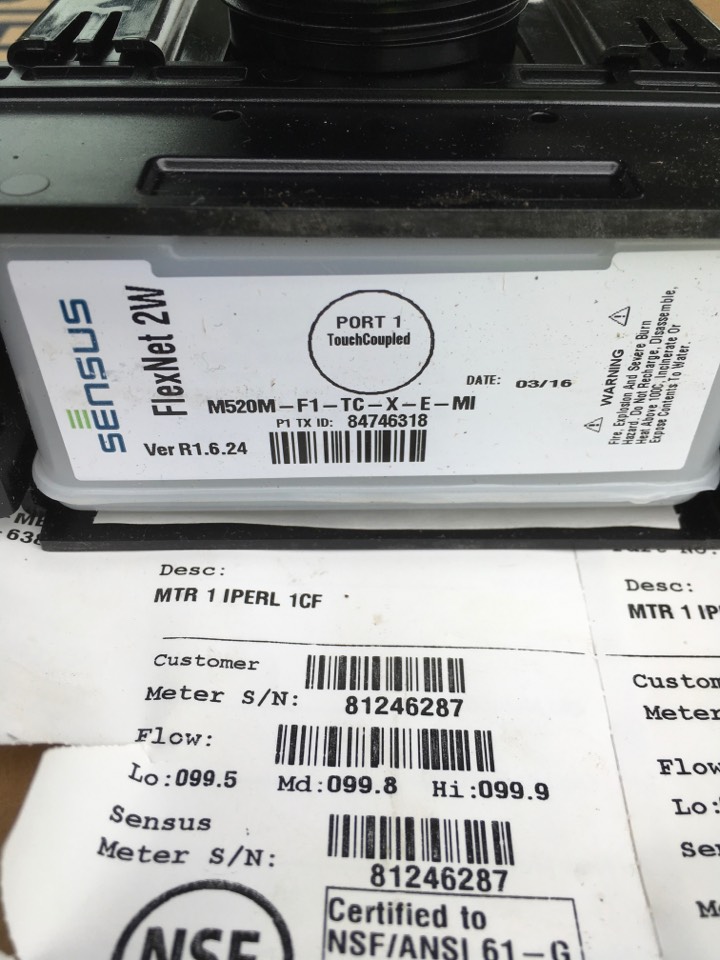 SENSUS
FlexNet 2W
PORT 1
TouchCoupled
DATE: 03/16
M520M-F1-TC-X-E-MI
P1 TX ID: 84746318
Ver R1.6.24
WARNING
Fire, Explosion And Severe Burn
Hazard. Do Not Recharge, Disassemble,
Heat Above 100C, Incinerate Or
Expose Contents To Water.
Desc:
MTR 1 IPERL 1CF
Customer
Meter S/N:
81246287
Flow:
Lo:099.5 Md:099.8 Hi:099.9
Sensus
Meter S/N:
81246287
NSF
Certified to
NSF/ANSI 61-G
Desc:
MTR 1 IP
Custom
Meter
Flow
Lo:
Se
M